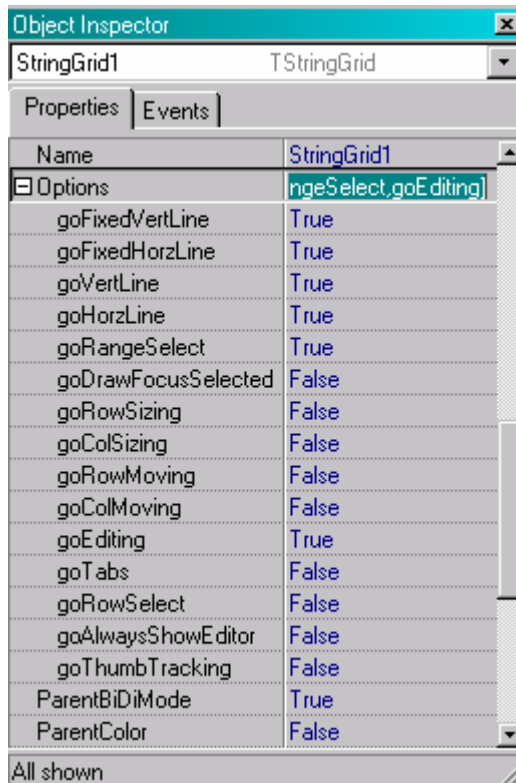 Object Inspector
StringGrid1 TStringGrid
Properties Events
Name StringGrid1
Options ngeSelect,goEditing]
goFixedVertLine True
goFixedHorzLine True
goVertLine True
goHorzLine True
goRangeSelect True
goDrawFocusSelected False
goRowSizing False
goColSizing False
goRowMoving False
goColMoving False
goEditing True
goTabs False
goRowSelect False
goAlwaysShowEditor False
goThumbTracking False
ParentBiDiMode True
ParentColor False
All shown